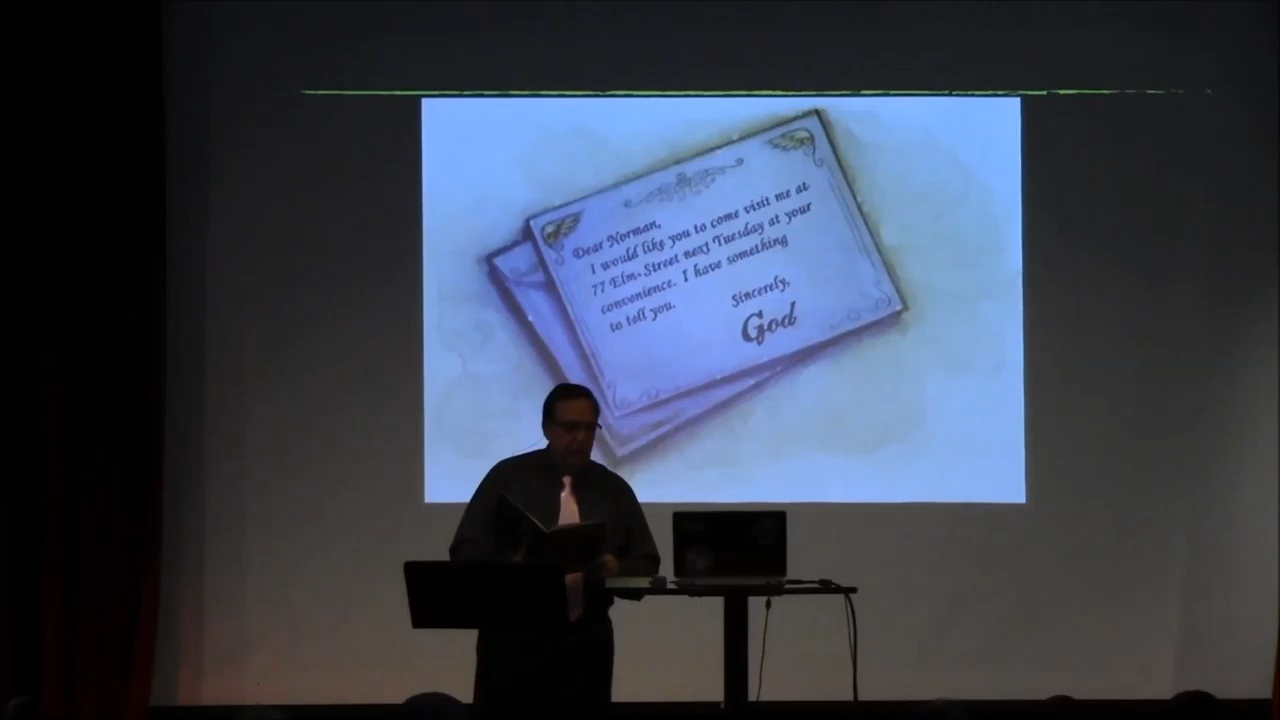 Dear Norman,
I would like you to come visit me at
77 Elm Street next Tuesday at your
convenience. I have something
to tell you.
Sincerely,
God